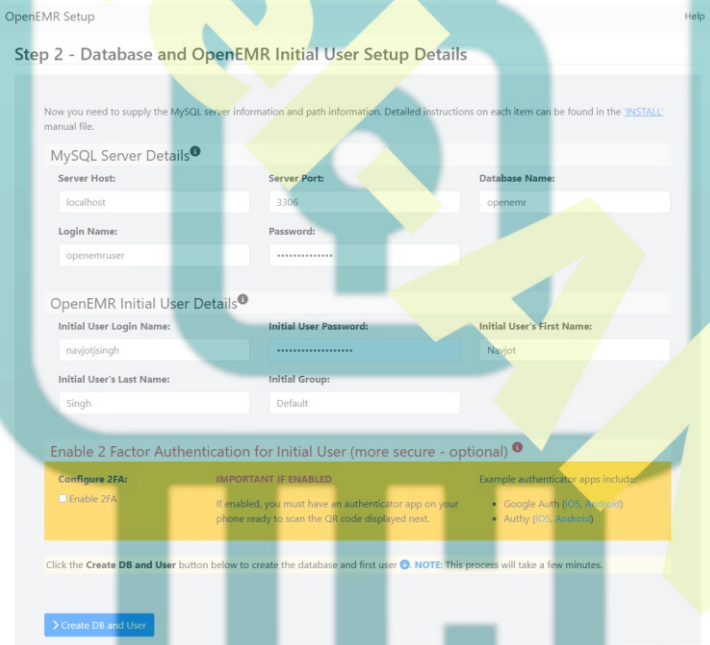 OpenEMR Setup Help
Step 2 - Database and OpenEMR Initial User Setup Details
Now you need to supply the MySQL server information and path information. Detailed instructions on each item can be found in the 'INSTALL'
manual file.
MySQL Server Details
Server Host: Server Port: Database Name:
localhost 3306 openemr
Login Name: Password:
openemruser ••••••••••••••
OpenEMR Initial User Details
Initial User Login Name: Initial User Password: Initial User's First Name:
navjotjsingh ••••••••••••••••••• Navjot
Initial User's Last Name: Initial Group:
Singh Default
Enable 2 Factor Authentication for Initial User (more secure - optional)
Configure 2FA: IMPORTANT IF ENABLED Example authenticator apps include:
Enable 2FA If enabled, you must have an authenticator app on your • Google Auth (iOS, Android)
phone ready to scan the QR code displayed next. • Authy (iOS, Android)
Click the Create DB and User button below to create the database and first user. NOTE: This process will take a few minutes.
Create DB and User